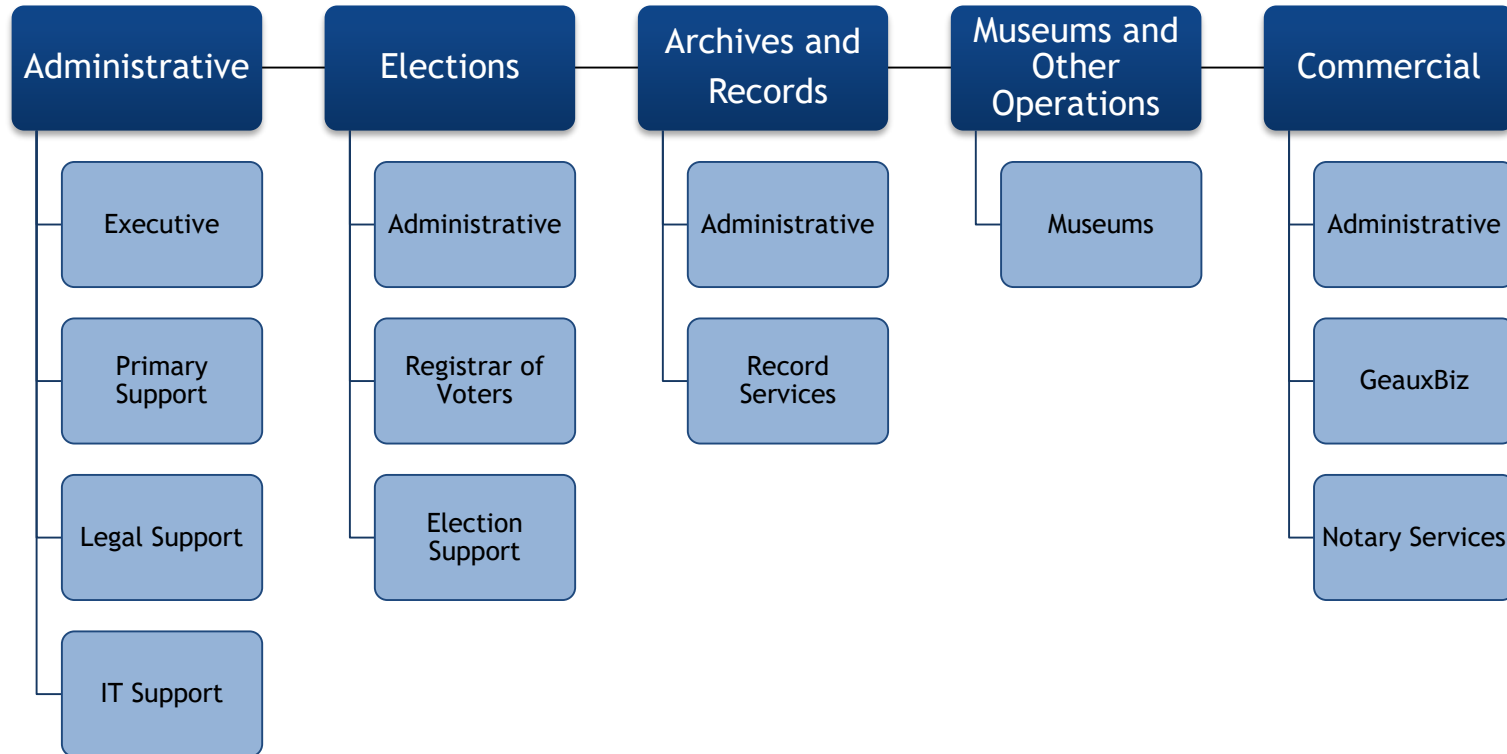 Administrative
Elections
Archives and
Records
Museums and
Other
Operations
Commercial
Executive
Primary
Support
Legal Support
IT Support
Administrative
Registrar of
Voters
Election
Support
Administrative
Record
Services
Museums
Administrative
GeauxBiz
Notary Services